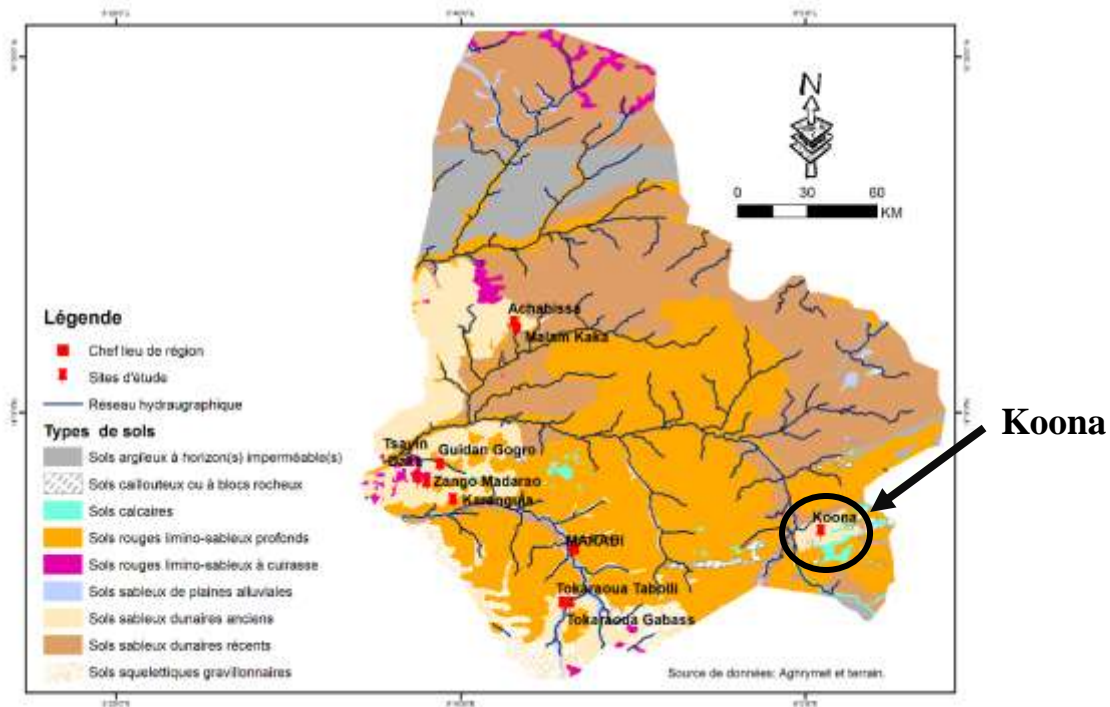 N
0 30 60
KM
Légende
Chef lieu de région
Sites d'étude
Réseau hydraugraphique
Types de sols
Sols argileux à horizon(s) imperméable(s)
Sols caillouteux ou à blocs rocheux
Sols calcaires
Sols rouges limino-sableux profonds
Sols rouges limino-sableux à cuirasse
Sols sableux de plaines alluviales
Sols sableux dunaires anciens
Sols sableux dunaires récents
Sols squelettiques gravillonnaires
Achabissa
Malam Kaka
Tsayin
Guidan Gogro
Zango Madarao
Karanguia
MARADI
Tokaraoua Tabolli
Tokaraoua Gabass
Koona
Koona
Source de données: Aghrymet et terrain.